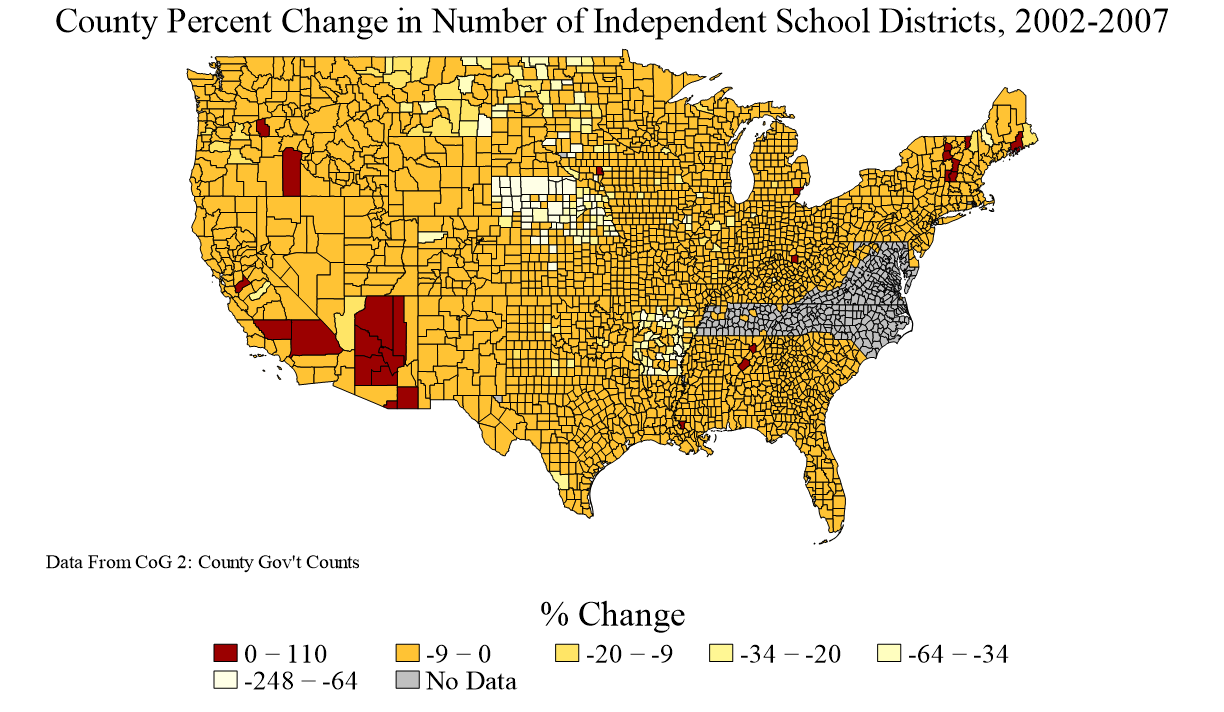 County Percent Change in Number of Independent School Districts, 2002-2007
Data From CoG 2: County Gov't Counts
% Change
0 − 110
-9 − 0
-20 − -9
-34 − -20
-64 − -34
-248 − -64
No Data